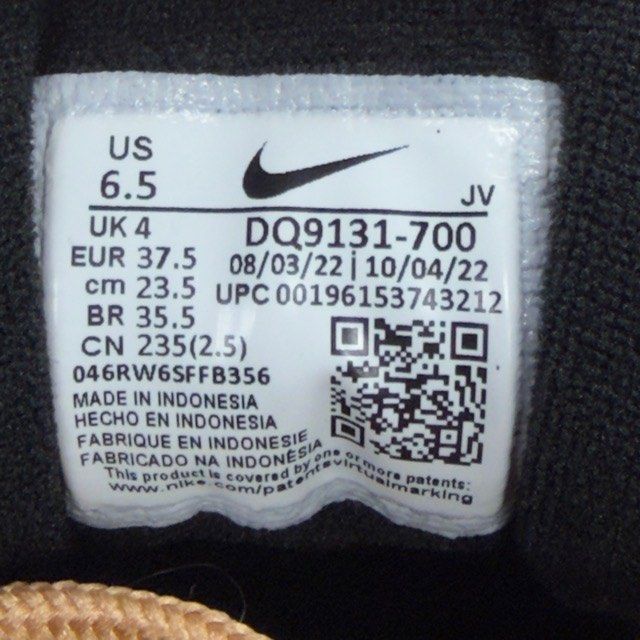 US
6.5
JV
UK 4
DQ9131-700
EUR 37.5
08/03/22 | 10/04/22
cm 23.5
UPC 00196153743212
BR 35.5
CN 235(2.5)
046RW6SFFB356
MADE IN INDONESIA
HECHO EN INDONESIA
FABRIQUE EN INDONESIE
FABRICADO NA INDONÉSIA
This product is covered by one or more patents:
www.nike.com/patentsvirtualmarking